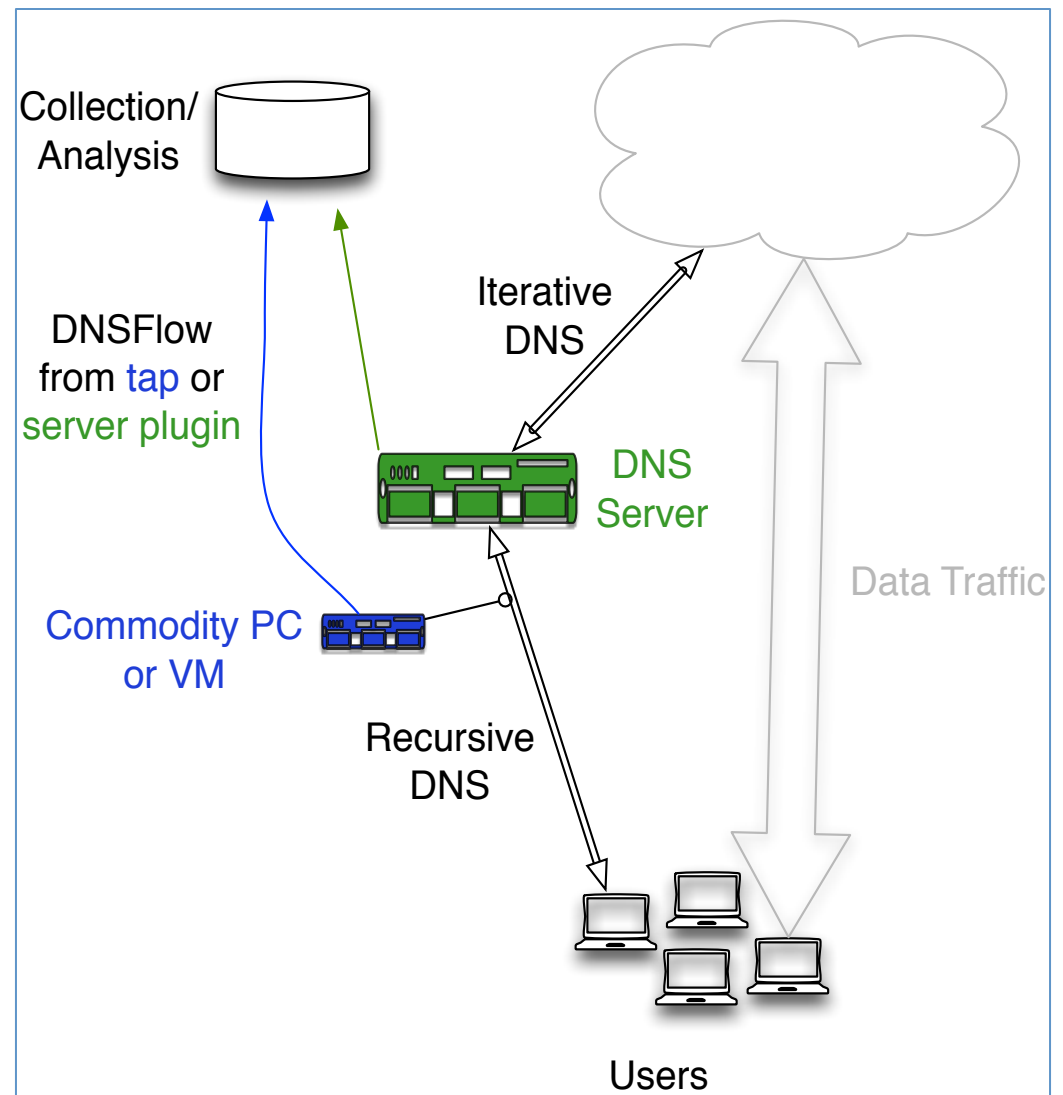 Collection/
Analysis
Iterative
DNS
DNSFlow
from tap or
server plugin
DNS
Server
Data Traffic
Commodity PC
or VM
Recursive
DNS
Users